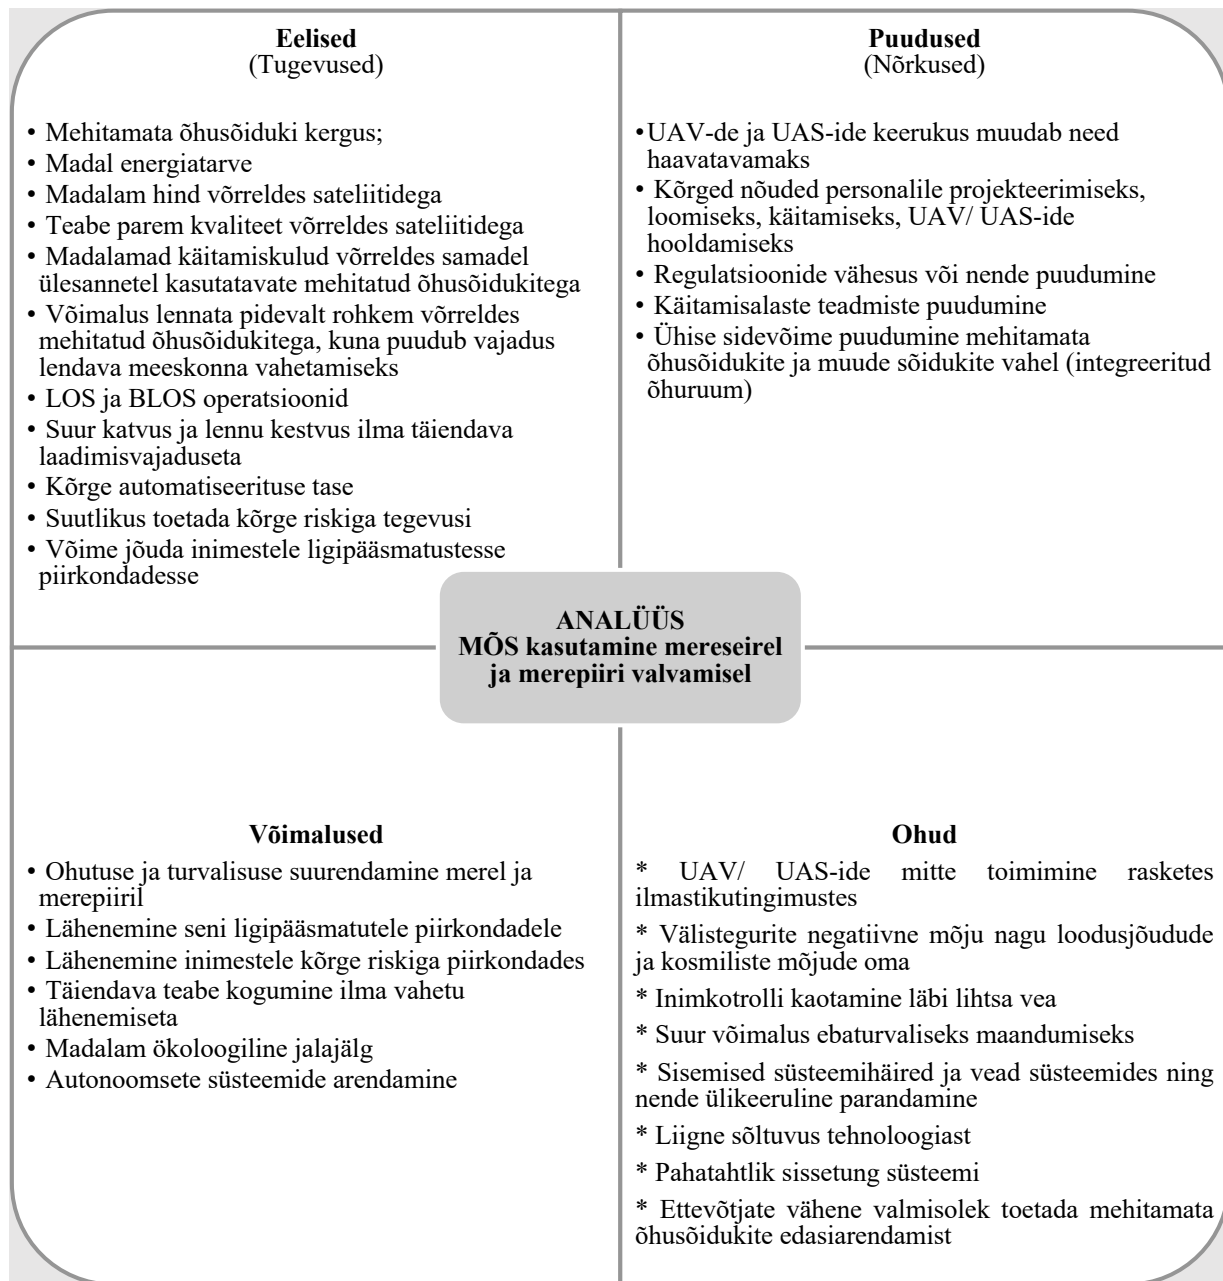 Eelised
(Tugevused)
• Mehitamata õhusõiduki kergus;
• Madal energiatarve
• Madalam hind võrreldes sateliitidega
• Teabe parem kvaliteet võrreldes sateliitidega
• Madalamad käitamiskulud võrreldes samadel
ülesannetel kasutatavate mehitatud õhusõidukitega
• Võimalus lennata pidevalt rohkem võrreldes
mehitatud õhusõidukitega, kuna puudub vajadus
lendava meeskonna vahetamiseks
• LOS ja BLOS operatsioonid
• Suur katvus ja lennu kestvus ilma täiendava
laadimisvajaduseta
• Kõrge automatiseerituse tase
• Suutlikus toetada kõrge riskiga tegevusi
• Võime jõuda inimestele ligipääsmatustesse
piirkondadesse
Puudused
(Nõrkused)
•UAV-de ja UAS-ide keerukus muudab need
haavatavamaks
• Kõrged nõuded personalile projekteerimiseks,
loomiseks, käitamiseks, UAV/ UAS-ide
hooldamiseks
• Regulatsioonide vähesus või nende puudumine
• Käitamisalaste teadmiste puudumine
• Ühise sidevõime puudumine mehitamata
õhusõidukite ja muude sõidukite vahel (integreeritud
õhuruum)
ANALÜÜS
MÕS kasutamine mereseirel
ja merepiiri valvamisel
Võimalused
• Ohutuse ja turvalisuse suurendamine merel ja
merepiiril
• Lähenemine seni ligipääsmatutele piirkondadele
• Lähenemine inimestele kõrge riskiga piirkondades
• Täiendava teabe kogumine ilma vahetu
lähenemiseta
• Madalam ökoloogiline jalajälg
• Autonoomsete süsteemide arendamine
Ohud
* UAV/ UAS-ide mitte toimimine rasketes
ilmastikutingimustes
* Välistegurite negatiivne mõju nagu loodusjõudude
ja kosmiliste mõjude oma
* Inimkotrolli kaotamine läbi lihtsa vea
* Suur võimalus ebaturvaliseks maandumiseks
* Sisemised süsteemihäired ja vead süsteemides ning
nende ülikeeruline parandamine
* Liigne sõltuvus tehnoloogiast
* Pahatahtlik sissetung süsteemi
* Ettevõtjate vähene valmisolek toetada mehitamata
õhusõidukite edasiarendamist